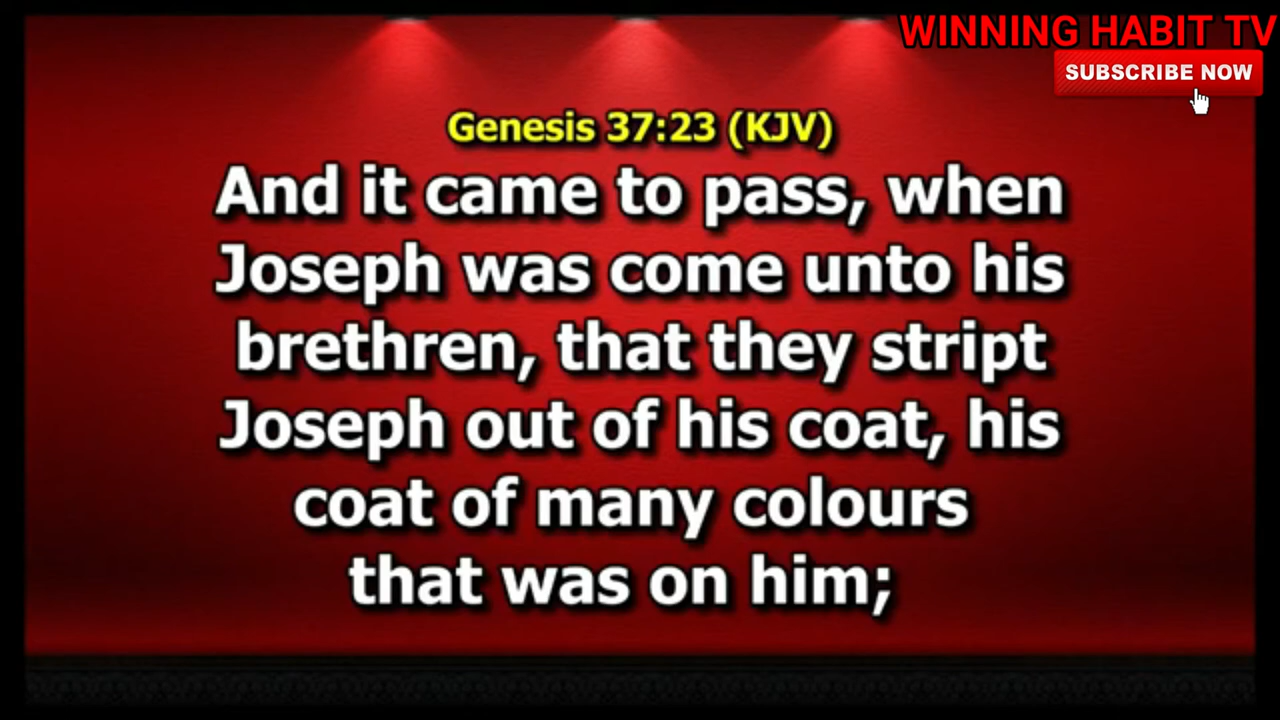 WINNING HABIT TV
SUBSCRIBE NOW
Genesis 37:23 (KJV)
And it came to pass, when
Joseph was come unto his
brethren, that they stript
Joseph out of his coat, his
coat of many colours
that was on him;